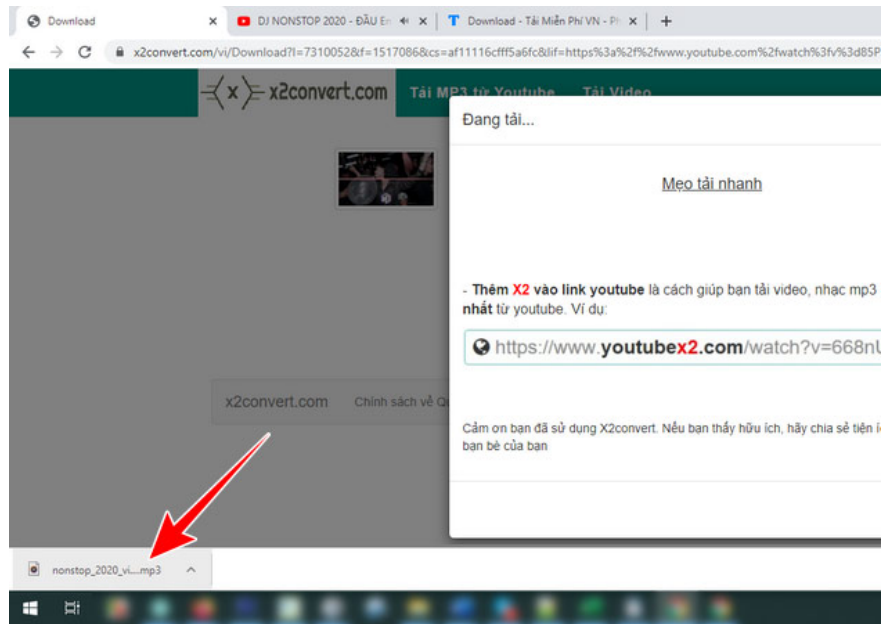 Download
DJ NONSTOP 2020 - ĐẦU En
Download - Tải Miễn Phí VN - Ph
x2convert.com/vi/Download?l=7310052&f=1517086&cs=af11116cfff5a6fc&lif=https%3a%2f%2fwww.youtube.com%2fwatch%3fv%3d85P
x2convert.com
Tải MP3 từ Youtube
Tải Video
Đang tải...
Mẹo tải nhanh
- Thêm X2 vào link youtube là cách giúp bạn tải video, nhạc mp3
nhất từ youtube. Ví dụ:
https://www.youtubex2.com/watch?v=668nU
x2convert.com Chính sách về Qu
Cảm ơn bạn đã sử dụng X2convert. Nếu bạn thấy hữu ích, hãy chia sẻ tiện í
bạn bè của bạn
nonstop_2020_vi....mp3